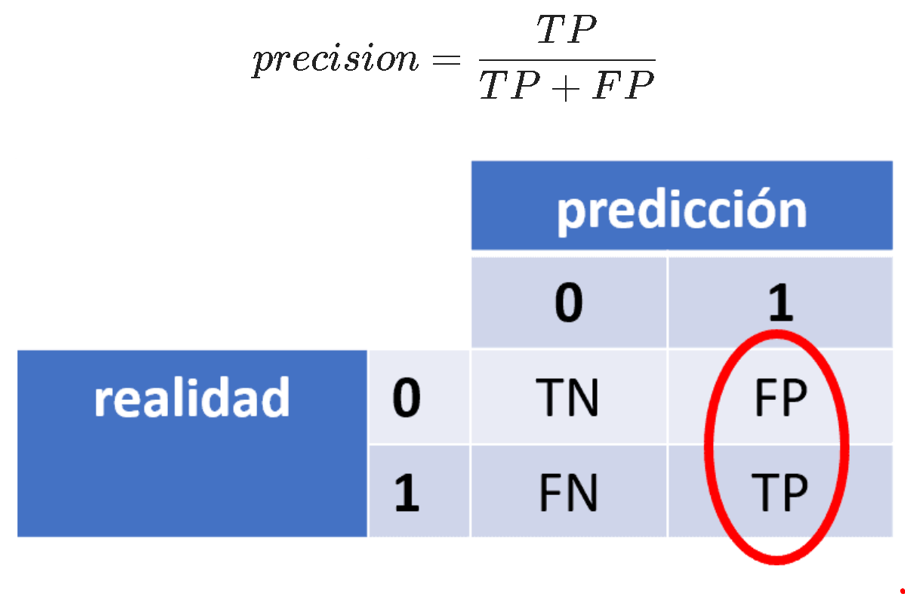 precision = TP / TP + FP
predicción
0 1
realidad 0 TN FP
1 FN TP